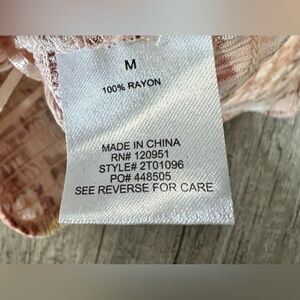 M
100% RAYON
MADE IN CHINA
RN# 120951
STYLE# 2T01096
PO# 448505
SEE REVERSE FOR CARE